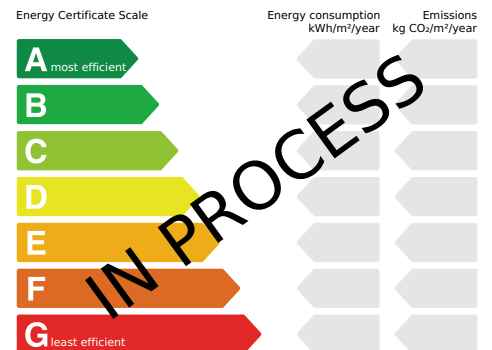 Energy Certificate Scale
Energy consumption
kWh/m²/year
Emissions
kg CO₂/m²/year
A most efficient
B
C
D
E
F
G least efficient
IN PROCESS